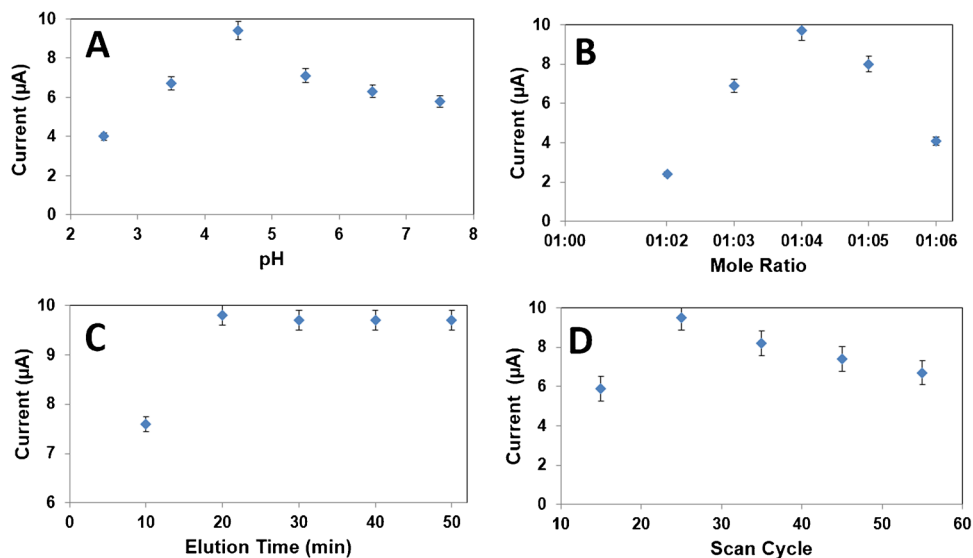 A
Current (µA)
10
8
6
4
2
0
2 3 4 5 6 7 8
pH
B
Current (µA)
10
8
6
4
2
0
01:00 01:02 01:03 01:04 01:05 01:06
Mole Ratio
C
Current (µA)
10
9
8
7
6
0 10 20 30 40 50
Elution Time (min)
D
Current (µA)
10
8
6
4
2
0
10 20 30 40 50 60
Scan Cycle